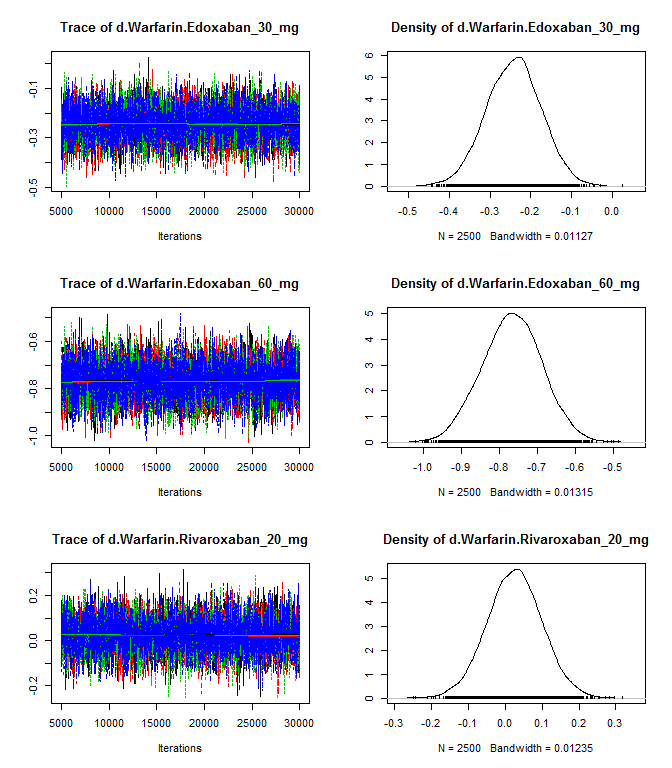 Trace of d.Warfarin.Edoxaban_30_mg
-0.1
-0.3
-0.5
5000 10000 15000 20000 25000 30000
Iterations
Density of d.Warfarin.Edoxaban_30_mg
6
5
4
3
2
1
0
-0.5 -0.4 -0.3 -0.2 -0.1 0.0
N = 2500 Bandwidth = 0.01127
Trace of d.Warfarin.Edoxaban_60_mg
-0.6
-0.8
-1.0
5000 10000 15000 20000 25000 30000
Iterations
Density of d.Warfarin.Edoxaban_60_mg
5
4
3
2
1
0
-1.0 -0.9 -0.8 -0.7 -0.6 -0.5
N = 2500 Bandwidth = 0.01315
Trace of d.Warfarin.Rivaroxaban_20_mg
0.2
0.0
-0.2
5000 10000 15000 20000 25000 30000
Iterations
Density of d.Warfarin.Rivaroxaban_20_mg
5
4
3
2
1
0
-0.3 -0.2 -0.1 0.0 0.1 0.2 0.3
N = 2500 Bandwidth = 0.01235